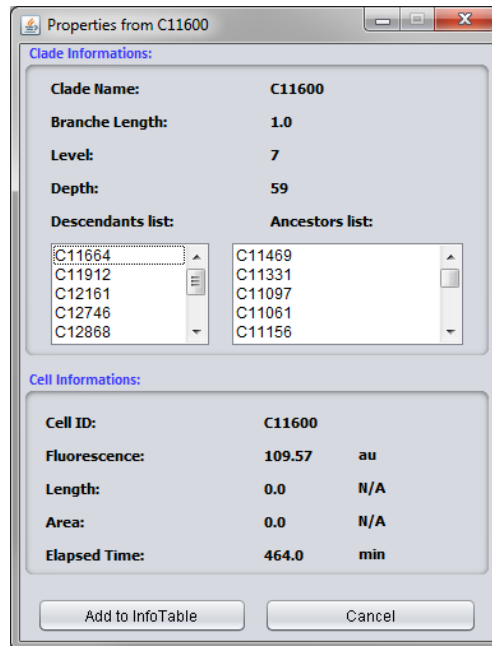 Properties from C11600
Clade Informations:
Clade Name: C11600
Branche Length: 1.0
Level: 7
Depth: 59
Descendants list: Ancestors list:
C11664 C11469
C11912 C11331
C12161 C11097
C12746 C11061
C12868 C11156
Cell Informations:
Cell ID: C11600
Fluorescence: 109.57 au
Length: 0.0 N/A
Area: 0.0 N/A
Elapsed Time: 464.0 min
Add to InfoTable Cancel